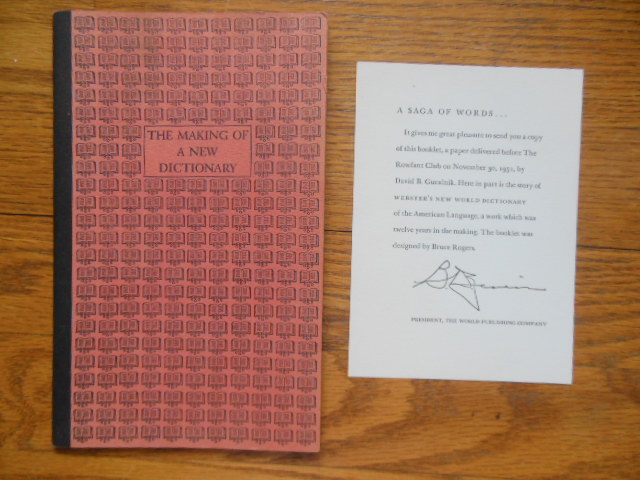 THE MAKING OF
A NEW
DICTIONARY
A SAGA OF WORDS . . .
It gives me great pleasure to send you a copy
of this booklet, a paper delivered before The
Rowfant Club on November 30, 1951, by
David B. Guralnik. Here in part is the story of
WEBSTER'S NEW WORLD DICTIONARY
of the American Language, a work which was
twelve years in the making. The booklet was
designed by Bruce Rogers.
PRESIDENT, THE WORLD PUBLISHING COMPANY